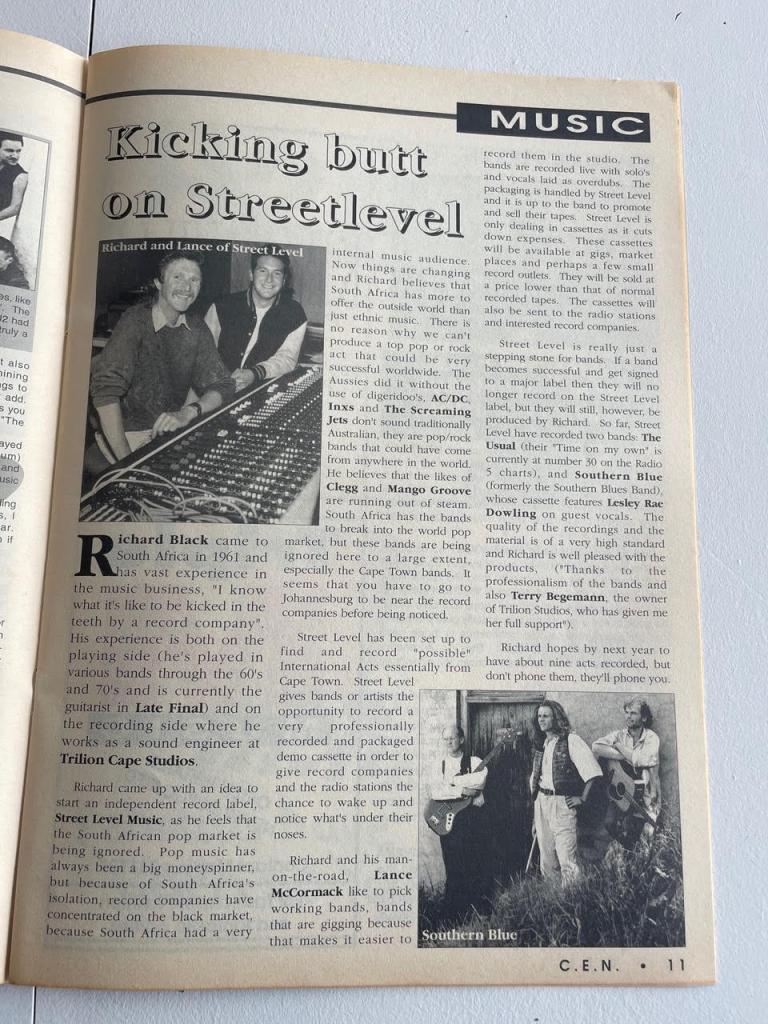 MUSIC
Kicking butt
on Streetlevel
Richard and Lance of Street Level
Richard Black came to
South Africa in 1961 and
has vast experience in
the music business, "I know
what it's like to be kicked in the
teeth by a record company".
His experience is both on the
playing side (he's played in
various bands through the 60's
and 70's and is currently the
guitarist in Late Final) and on
the recording side where he
works as a sound engineer at
Trilion Cape Studios.
Richard came up with an idea to
start an independent record label,
Street Level Music, as he feels that
the South African pop market is
being ignored. Pop music has
always been a big moneyspinner,
but because of South Africa's
isolation, record companies have
concentrated on the black market,
because South Africa had a very
internal music audience.
Now things are changing
and Richard believes that
South Africa has more to
offer the outside world than
just ethnic music. There is
no reason why we can't
produce a top pop or rock
act that could be very
successful worldwide. The
Aussies did it without the
use of digeridoo's, AC/DC,
Inxs and The Screaming
Jets don't sound traditionally
Australian, they are pop/rock
bands that could have come
from anywhere in the world.
He believes that the likes of
Clegg and Mango Groove
are running out of steam.
South Africa has the bands
to break into the world pop
market, but these bands are being
ignored here to a large extent,
especially the Cape Town bands. It
seems that you have to go to
Johannesburg to be near the record
companies before being noticed.
Street Level has been set up to
find and record "possible"
International Acts essentially from
Cape Town. Street Level
gives bands or artists the
opportunity to record a
very professionally
recorded and packaged
demo cassette in order to
give record companies
and the radio stations the
chance to wake up and
notice what's under their
noses.
Richard and his man-
on-the-road, Lance
McCormack like to pick
working bands, bands
that are gigging because
that makes it easier to
record them in the studio. The
bands are recorded live with solo's
and vocals laid as overdubs. The
packaging is handled by Street Level
and it is up to the band to promote
and sell their tapes. Street Level is
only dealing in cassettes as it cuts
down expenses. These cassettes
will be available at gigs, market
places and perhaps a few small
record outlets. They will be sold at
a price lower than that of normal
recorded tapes. The cassettes will
also be sent to the radio stations
and interested record companies.
Street Level is really just a
stepping stone for bands. If a band
becomes successful and get signed
to a major label then they will no
longer record on the Street Level
label, but they will still, however, be
produced by Richard. So far, Street
Level have recorded two bands: The
Usual (their "Time on my own" is
currently at number 30 on the Radio
5 charts), and Southern Blue
(formerly the Southern Blues Band),
whose cassette features Lesley Rae
Dowling on guest vocals. The
quality of the recordings and the
material is of a very high standard
and Richard is well pleased with the
products, ("Thanks to the
professionalism of the bands and
also Terry Begemann, the owner
of Trilion Studios, who has given me
her full support").
Richard hopes by next year to
have about nine acts recorded, but
don't phone them, they'll phone you.
Southern Blue
C.E.N. • 11